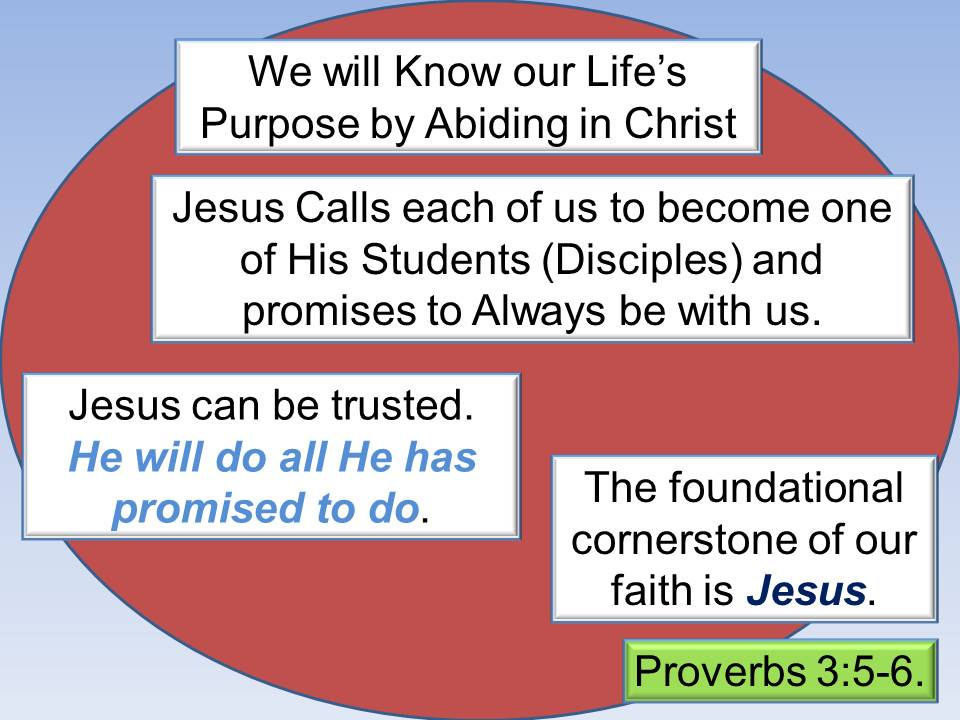 We will Know our Life’s
Purpose by Abiding in Christ
Jesus Calls each of us to become one
of His Students (Disciples) and
promises to Always be with us.
Jesus can be trusted.
He will do all He has
promised to do.
The foundational
cornerstone of our
faith is Jesus.
Proverbs 3:5-6.